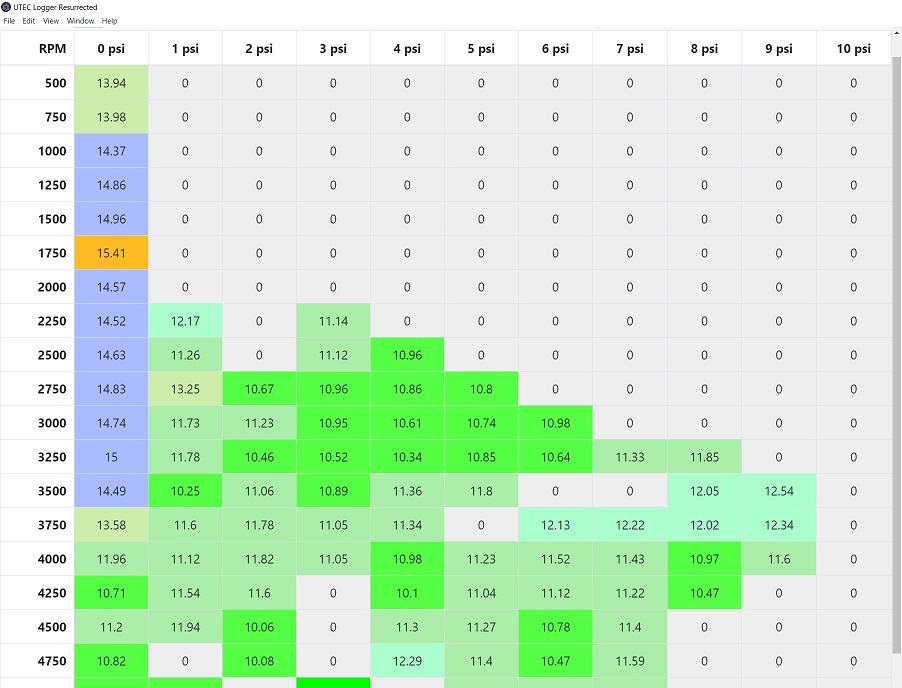 UTEC Logger Resurrected
File Edit View Window Help
RPM 0 psi 1 psi 2 psi 3 psi 4 psi 5 psi 6 psi 7 psi 8 psi 9 psi 10 psi
500 13.94 0 0 0 0 0 0 0 0 0 0
750 13.98 0 0 0 0 0 0 0 0 0 0
1000 14.37 0 0 0 0 0 0 0 0 0 0
1250 14.86 0 0 0 0 0 0 0 0 0 0
1500 14.96 0 0 0 0 0 0 0 0 0 0
1750 15.41 0 0 0 0 0 0 0 0 0 0
2000 14.57 0 0 0 0 0 0 0 0 0 0
2250 14.52 12.17 0 11.14 0 0 0 0 0 0 0
2500 14.63 11.26 0 11.12 10.96 0 0 0 0 0 0
2750 14.83 13.25 10.67 10.96 10.86 10.8 0 0 0 0 0
3000 14.74 11.73 11.23 10.95 10.61 10.74 10.98 0 0 0 0
3250 15 11.78 10.46 10.52 10.34 10.85 10.64 11.33 11.85 0 0
3500 14.49 10.25 11.06 10.89 11.36 11.8 0 0 12.05 12.54 0
3750 13.58 11.6 11.78 11.05 11.34 0 12.13 12.22 12.02 12.34 0
4000 11.96 11.12 11.82 11.05 10.98 11.23 11.52 11.43 10.97 11.6 0
4250 10.71 11.54 11.6 0 10.1 11.04 11.12 11.22 10.47 0 0
4500 11.2 11.94 10.06 0 11.3 11.27 10.78 11.4 0 0 0
4750 10.82 0 10.08 0 12.29 11.4 10.47 11.59 0 0 0